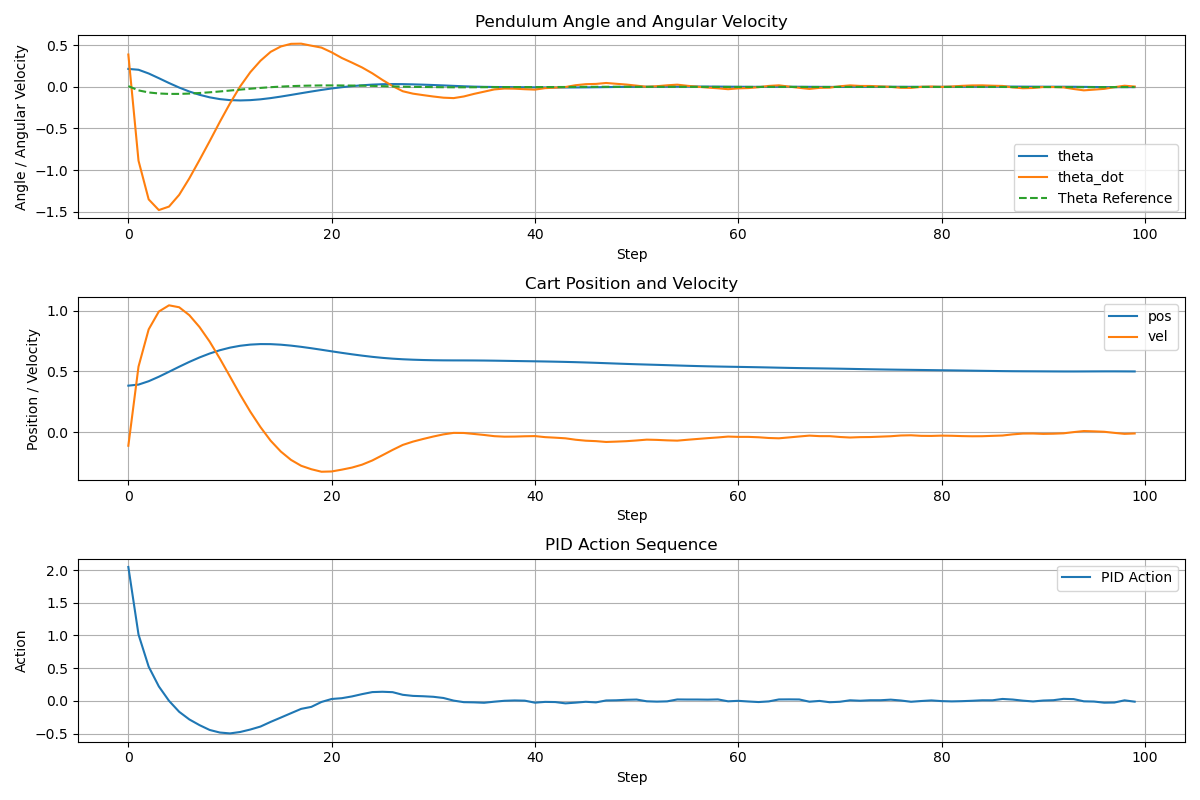 Pendulum Angle and Angular Velocity
Angle / Angular Velocity
0.5
0.0
−0.5
−1.0
−1.5
theta
theta_dot
Theta Reference
0 20 40 60 80 100
Step
Cart Position and Velocity
Position / Velocity
1.0
0.5
0.0
pos
vel
0 20 40 60 80 100
Step
PID Action Sequence
Action
2.0
1.5
1.0
0.5
0.0
−0.5
PID Action
0 20 40 60 80 100
Step